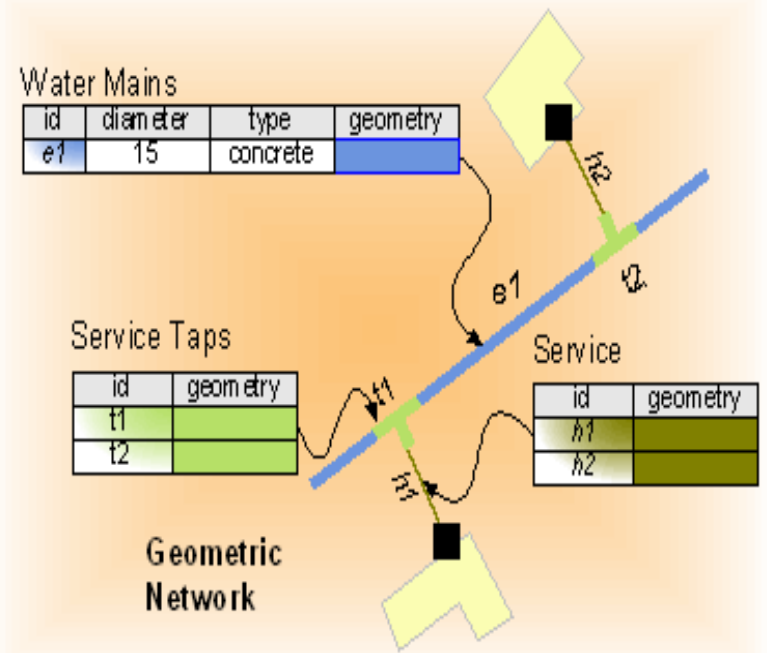 Water Mains
id diameter type geometry
e1 15 concrete
h2
t2
e1
Service Taps
id geometry
t1
t2
t1
Service
id geometry
h1
h2
h1
Geometric
Network